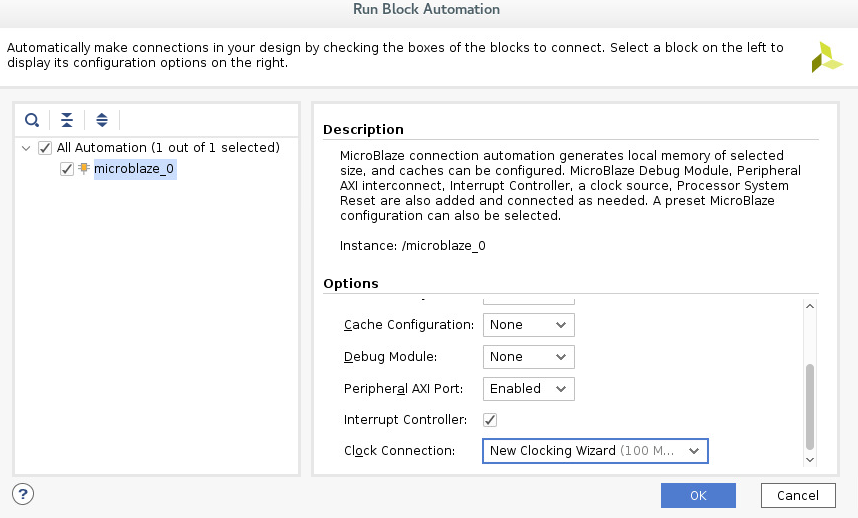 Run Block Automation
Automatically make connections in your design by checking the boxes of the blocks to connect. Select a block on the left to
display its configuration options on the right.
All Automation (1 out of 1 selected)
microblaze_0
Description
MicroBlaze connection automation generates local memory of selected
size, and caches can be configured. MicroBlaze Debug Module, Peripheral
AXI interconnect, Interrupt Controller, a clock source, Processor System
Reset are also added and connected as needed. A preset MicroBlaze
configuration can also be selected.
Instance: /microblaze_0
Options
Cache Configuration: None
Debug Module: None
Peripheral AXI Port: Enabled
Interrupt Controller:
Clock Connection: New Clocking Wizard (100 M...
? OK Cancel